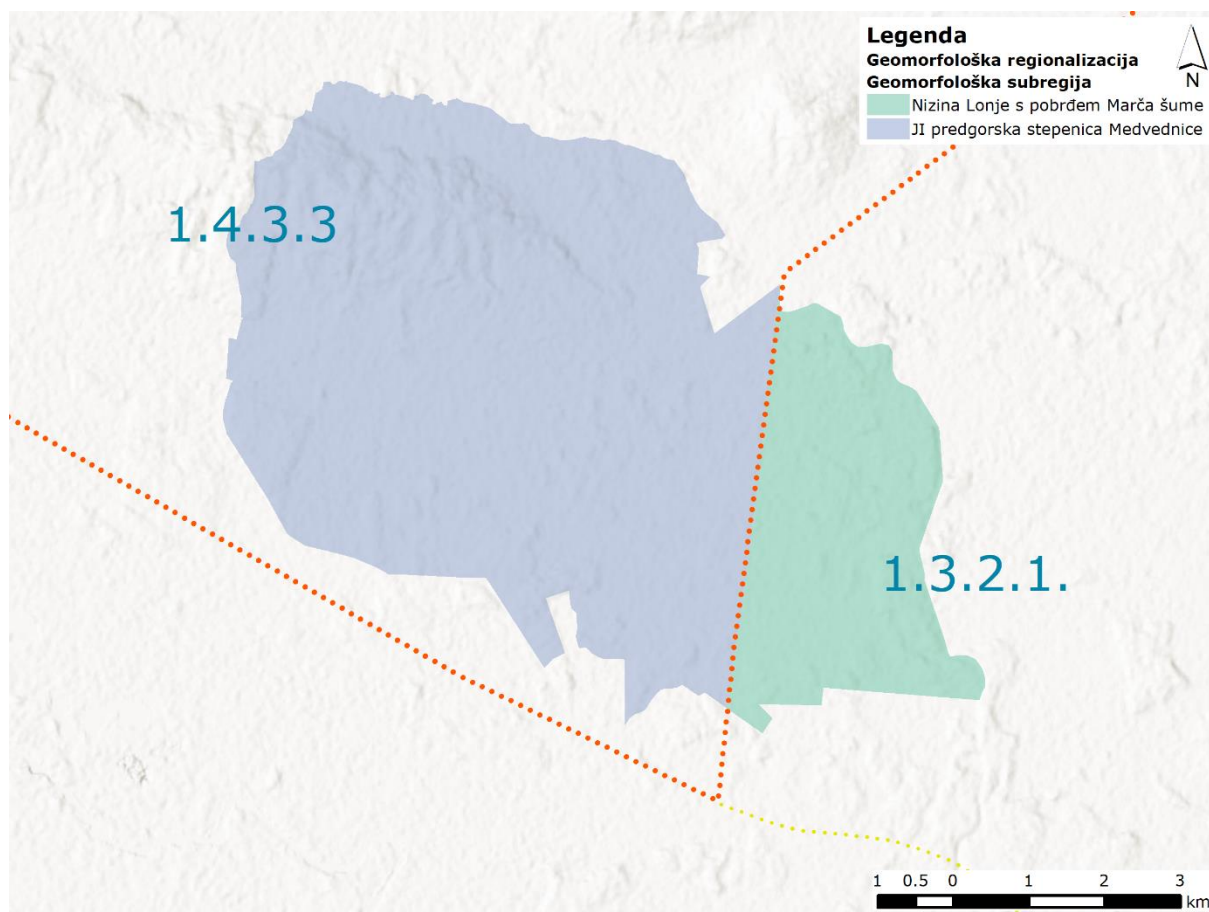 Legenda
Geomorfološka regionalizacija
Geomorfološka subregija
Nizina Lonje s pobrđem Marča šume
JI predgorska stepenica Medvednice
N
1.4.3.3
1.3.2.1.
1 0.5 0 1 2 3
km